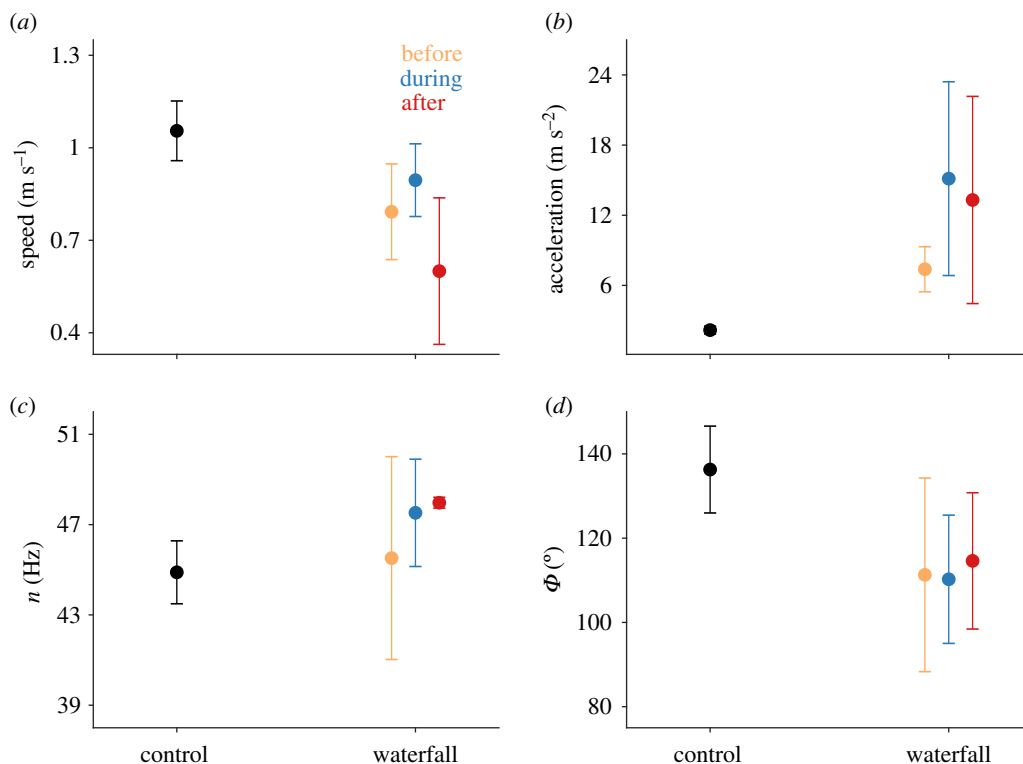 (a)
before
during
after
1.3
1
0.7
0.4
speed (m s⁻¹)
(b)
24
18
12
6
acceleration (m s⁻²)
(c)
51
47
43
39
n (Hz)
control
waterfall
(d)
140
120
100
80
Φ (°)
control
waterfall